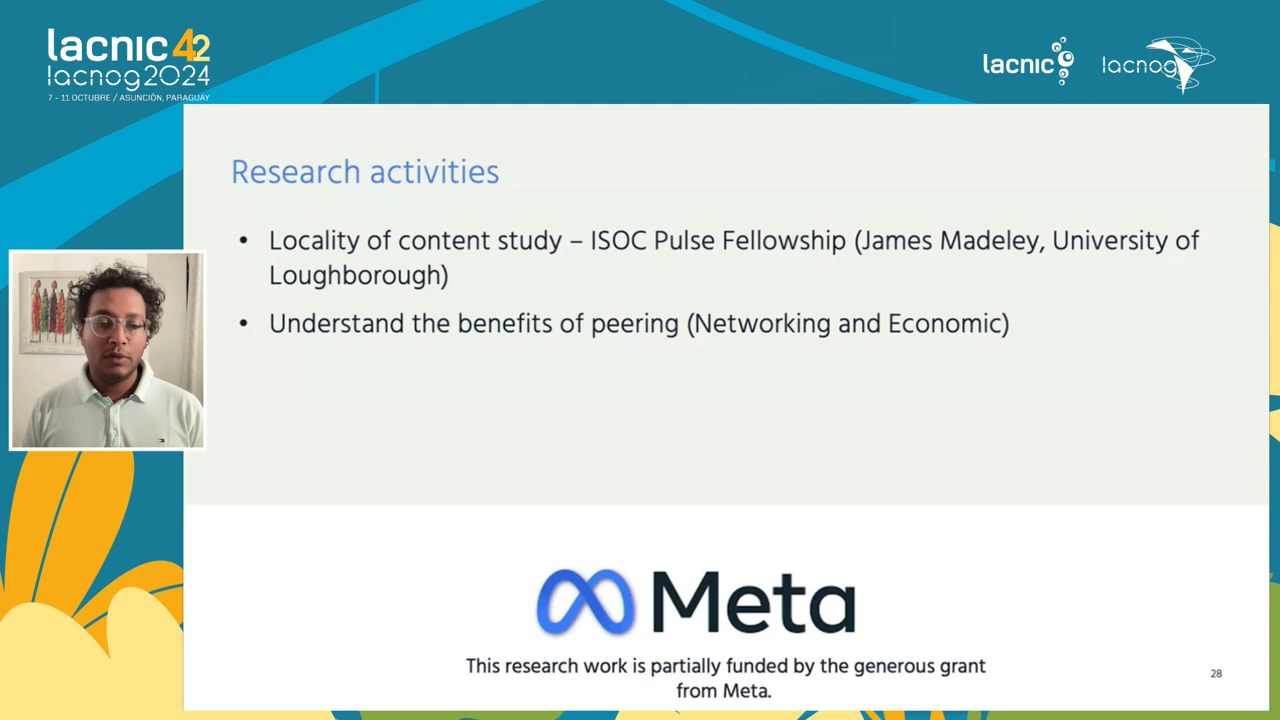 lacnic 42
lacnog2024
7 - 11 OCTUBRE / ASUNCIÓN, PARAGUAY
lacnic
lacnog
Research activities
• Locality of content study – ISOC Pulse Fellowship (James Madeley, University of
Loughborough)
• Understand the benefits of peering (Networking and Economic)
Meta
This research work is partially funded by the generous grant
from Meta.
28